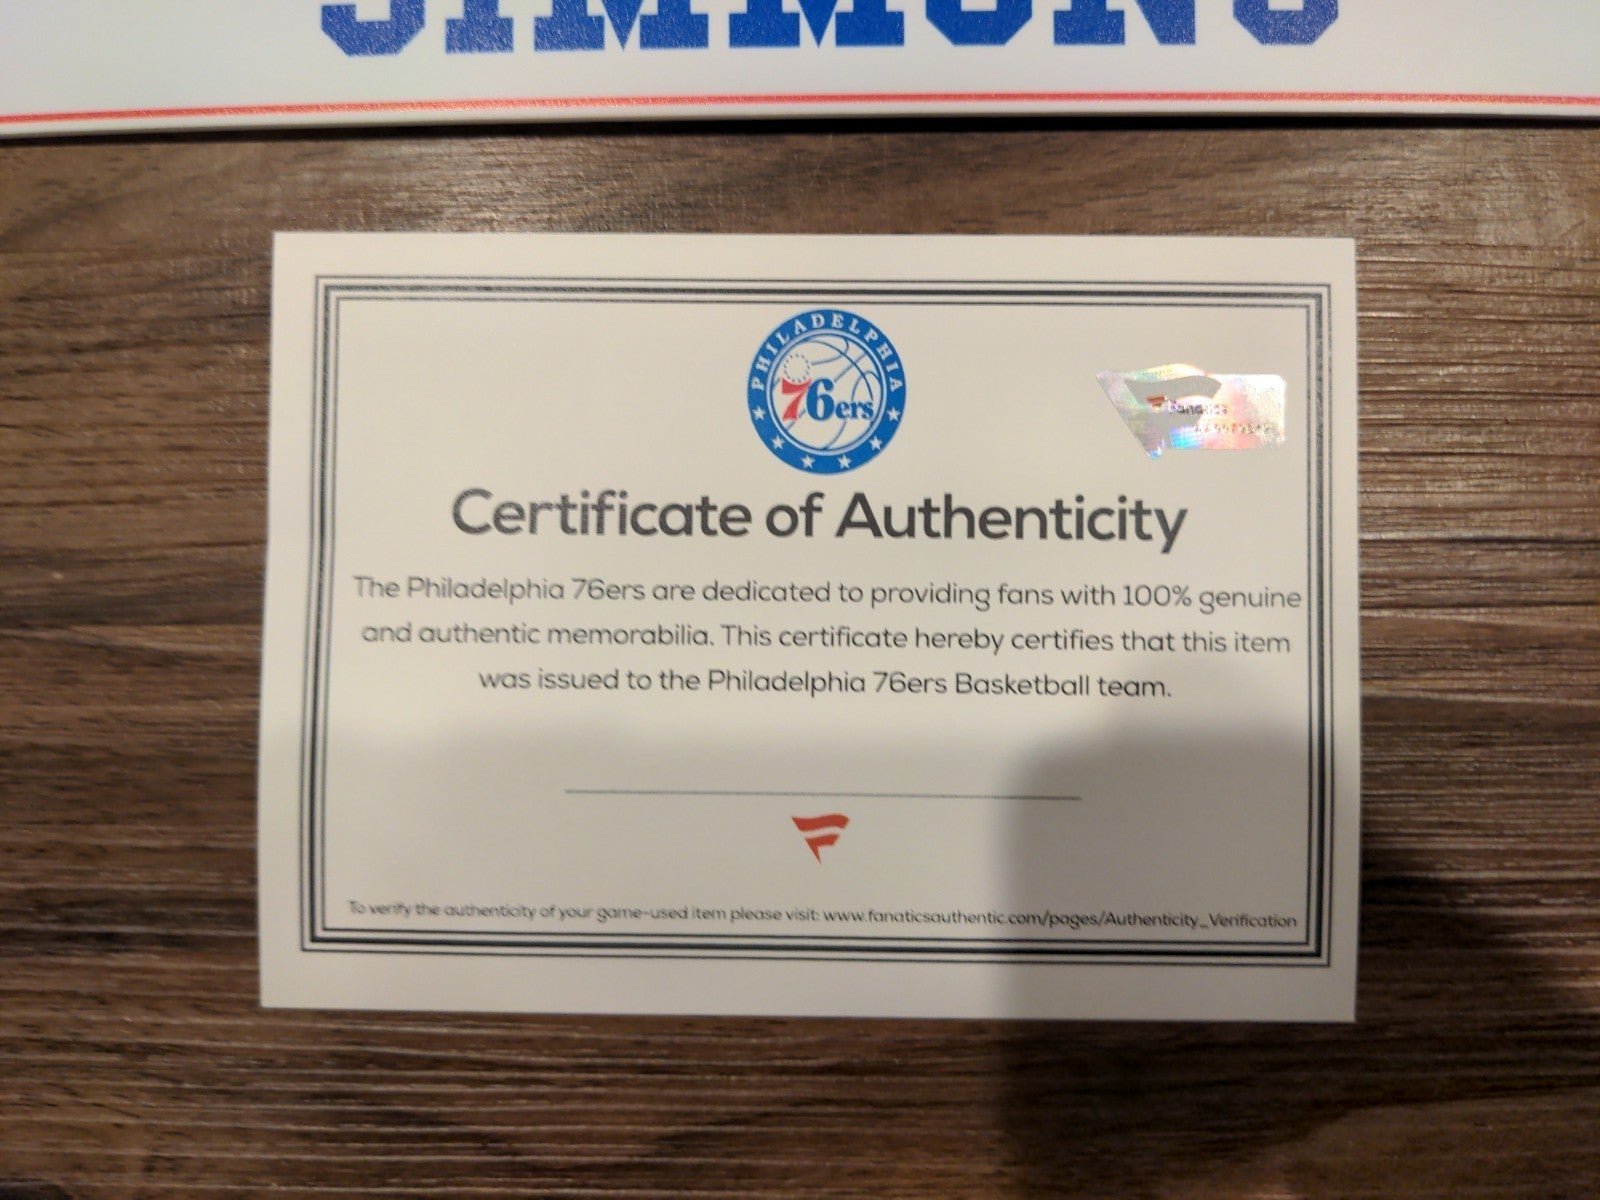 SIMMONS
PHILADELPHIA
76ers
fanatics
Certificate of Authenticity
The Philadelphia 76ers are dedicated to providing fans with 100% genuine
and authentic memorabilia. This certificate hereby certifies that this item
was issued to the Philadelphia 76ers Basketball team.
To verify the authenticity of your game-used item please visit: www.fanaticsauthentic.com/pages/Authenticity_Verification